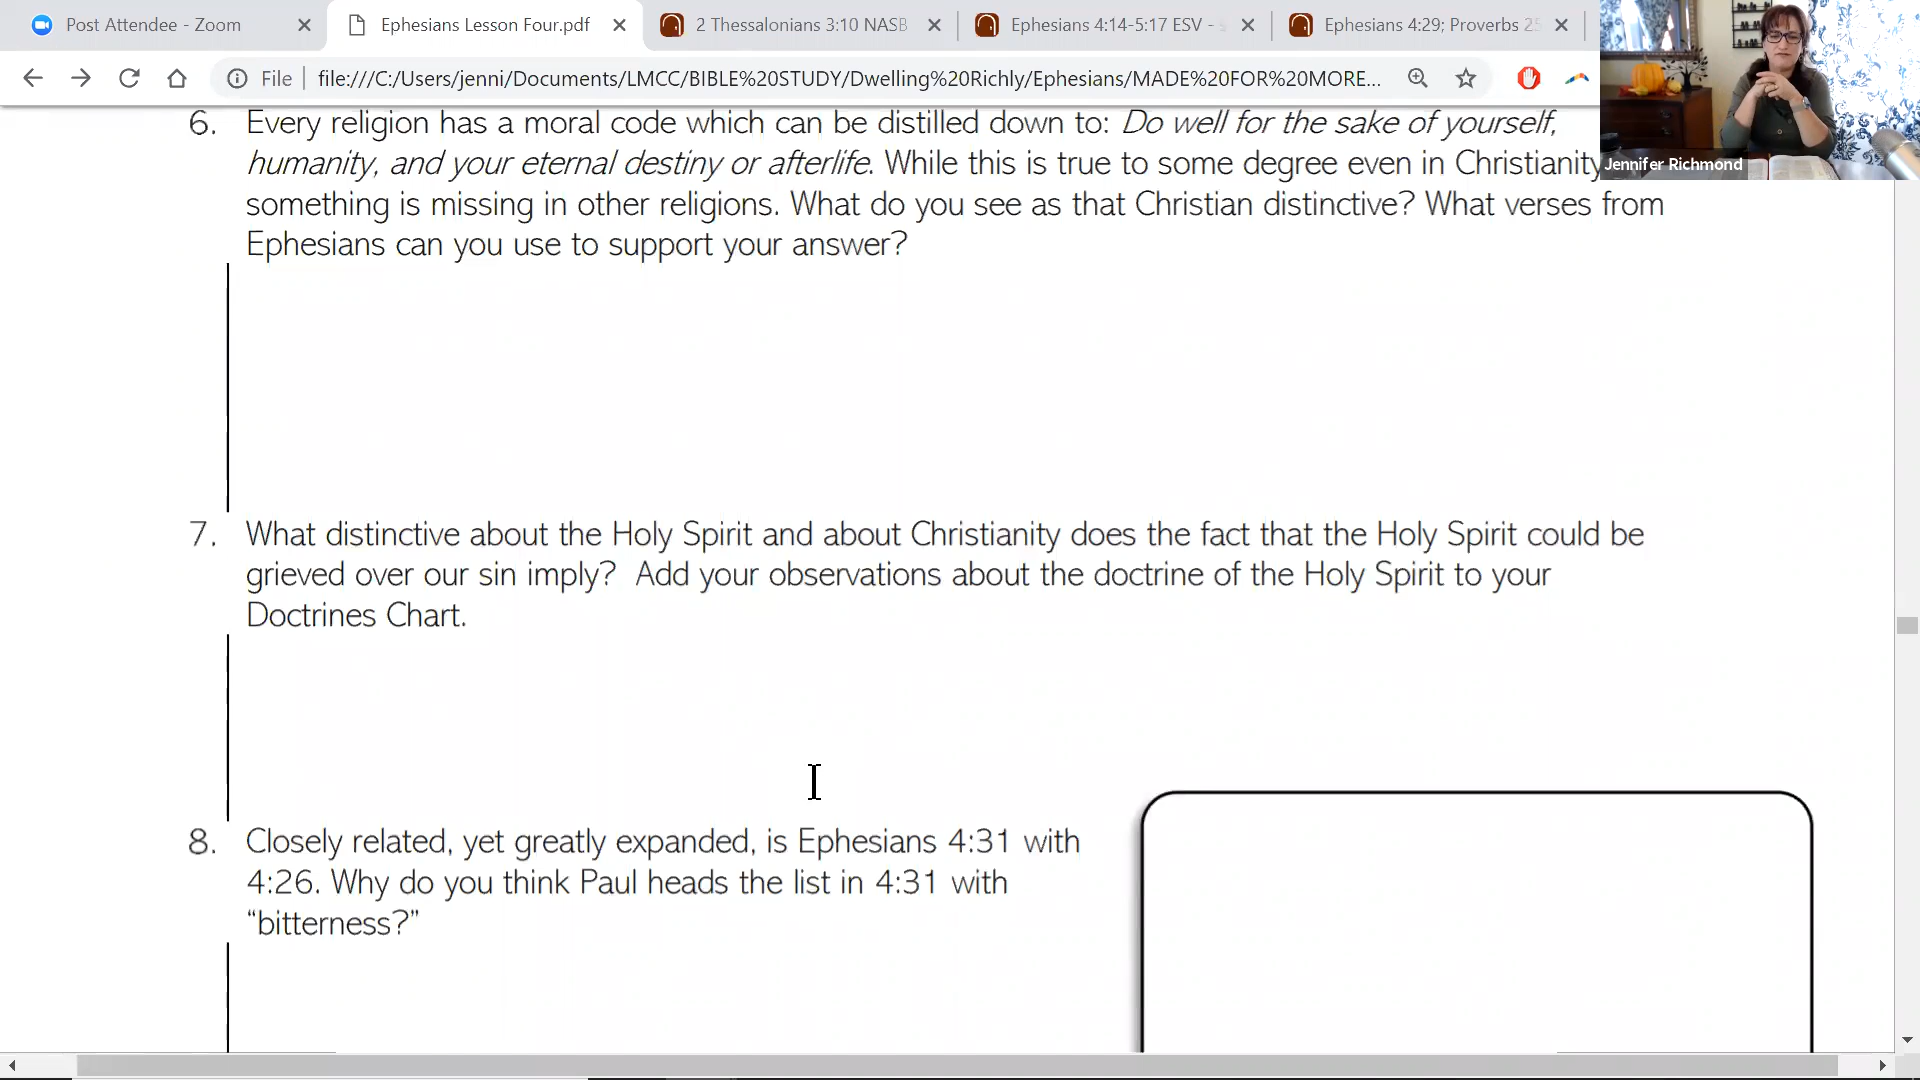 Post Attendee - Zoom
Ephesians Lesson Four.pdf
2 Thessalonians 3:10 NASB
Ephesians 4:14-5:17 ESV -
Ephesians 4:29; Proverbs 25
File
file:///C:/Users/jenni/Documents/LMCC/BIBLE%20STUDY/Dwelling%20Richly/Ephesians/MADE%20FOR%20MORE...
Jennifer Richmond
6. Every religion has a moral code which can be distilled down to: Do well for the sake of yourself,
humanity, and your eternal destiny or afterlife. While this is true to some degree even in Christianity
something is missing in other religions. What do you see as that Christian distinctive? What verses from
Ephesians can you use to support your answer?
7. What distinctive about the Holy Spirit and about Christianity does the fact that the Holy Spirit could be
grieved over our sin imply? Add your observations about the doctrine of the Holy Spirit to your
Doctrines Chart.
8. Closely related, yet greatly expanded, is Ephesians 4:31 with
4:26. Why do you think Paul heads the list in 4:31 with
“bitterness?”